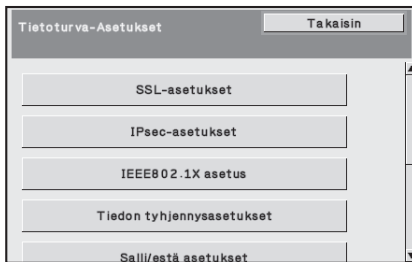 Tietoturva-Asetukset
Takaisin
SSL-asetukset
IPsec-asetukset
IEEE802.1X asetus
Tiedon tyhjennysasetukset
Salli/estä asetukset